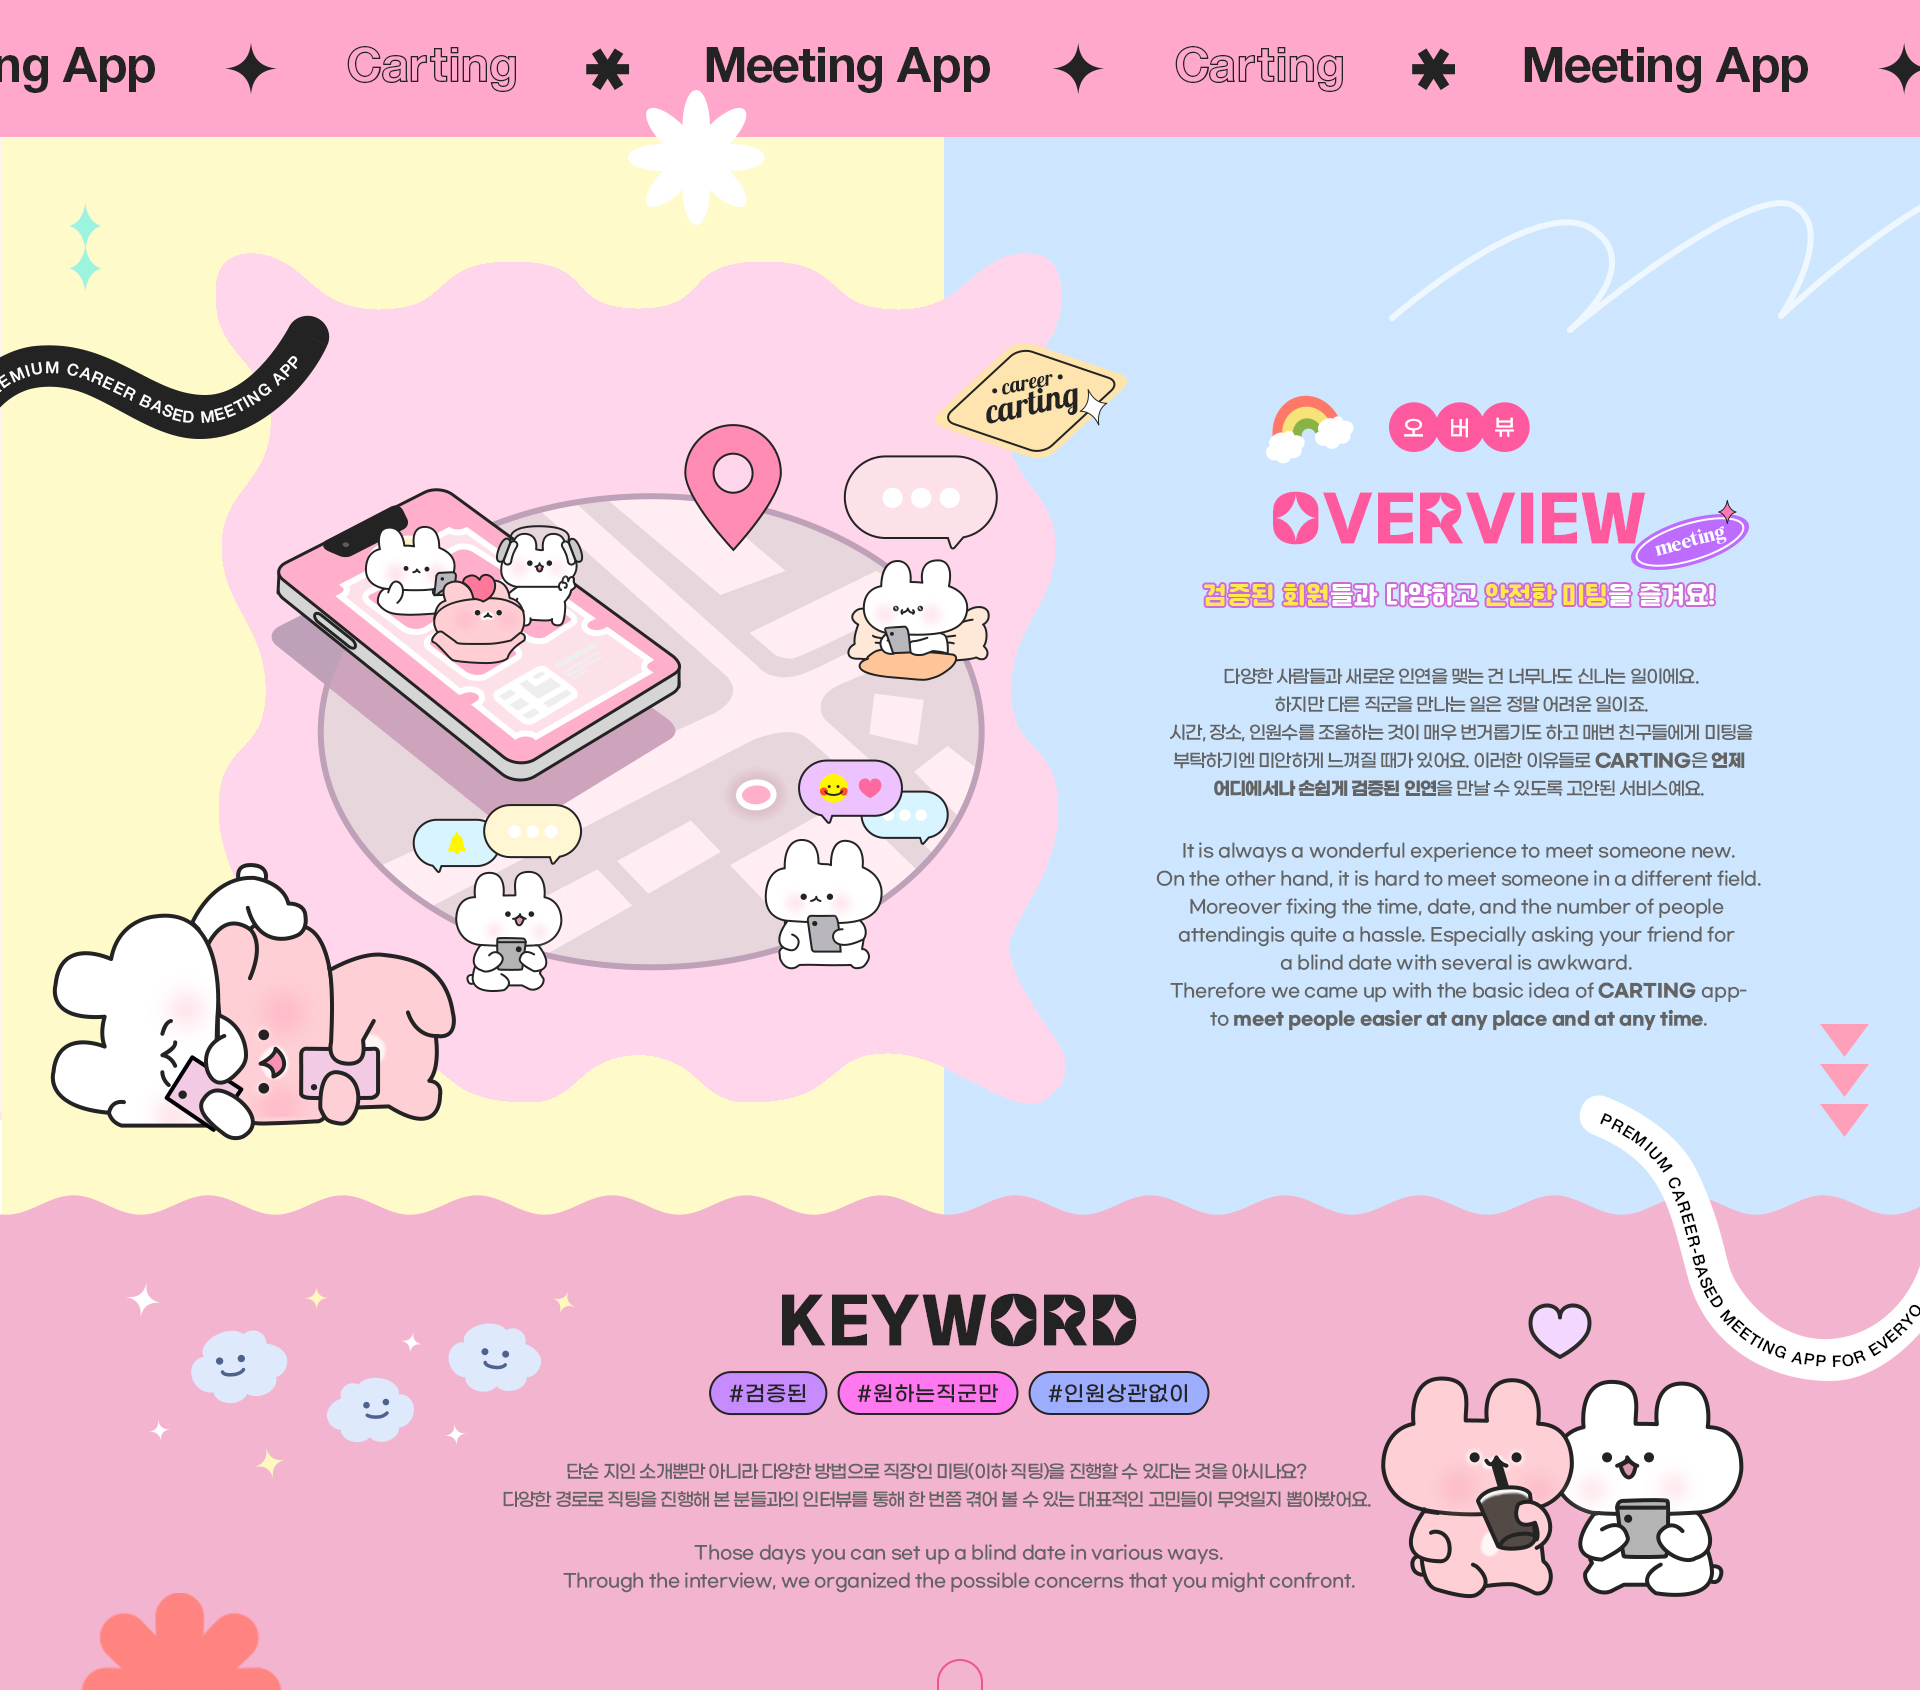 ng App Carting Meeting App Carting Meeting App
EMIUM CAREER BASED MEETING APP
• career •
carting
오버뷰
OVERVIEW
meeting
검증된 회원들과 다양하고 안전한 미팅을 즐겨요!
다양한 사람들과 새로운 인연을 맺는 건 너무나도 신나는 일이에요.
하지만 다른 직군을 만나는 일은 정말 어려운 일이죠.
시간, 장소, 인원수를 조율하는 것이 매우 번거롭기도 하고 매번 친구들에게 미팅을
부탁하기엔 미안하게 느껴질 때가 있어요. 이러한 이유들로 CARTING은 언제
어디에서나 손쉽게 검증된 인연을 만날 수 있도록 고안된 서비스예요.
It is always a wonderful experience to meet someone new.
On the other hand, it is hard to meet someone in a different field.
Moreover fixing the time, date, and the number of people
attendingis quite a hassle. Especially asking your friend for
a blind date with several is awkward.
Therefore we came up with the basic idea of CARTING app-
to meet people easier at any place and at any time.
PREMIUM CAREER-BASED MEETING APP FOR EVERYO
KEYWORD
#검증된 #원하는직군만 #인원상관없이
단순 지인 소개뿐만 아니라 다양한 방법으로 직장인 미팅(이하 직팅)을 진행할 수 있다는 것을 아시나요?
다양한 경로로 직팅을 진행해 본 분들과의 인터뷰를 통해 한 번쯤 겪어 볼 수 있는 대표적인 고민들이 무엇일지 뽑아봤어요.
Those days you can set up a blind date in various ways.
Through the interview, we organized the possible concerns that you might confront.